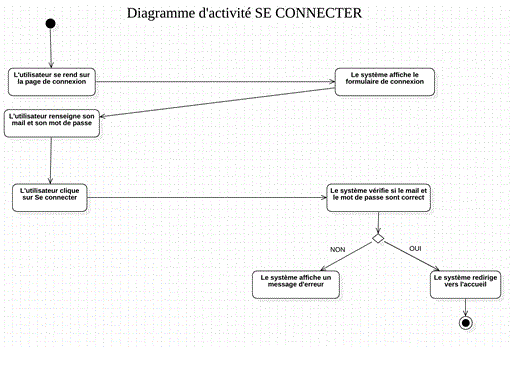 Diagramme d'activité SE CONNECTER
L'utilisateur se rend sur
la page de connexion
Le système affiche le
formulaire de connexion
L'utilisateur renseigne son
mail et son mot de passe
L'utilisateur clique
sur Se connecter
Le système vérifie si le mail et
le mot de passe sont correct
NON
OUI
Le système affiche un
message d'erreur
Le système redirige
vers l'accueil